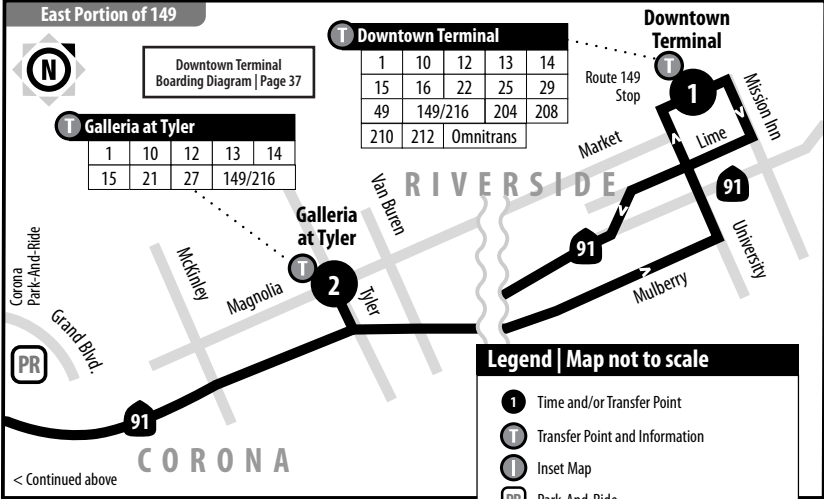 East Portion of 149
N
Downtown Terminal
Boarding Diagram | Page 37
T Downtown Terminal
1 10 12 13 14
15 16 22 25 29
49 149/216 204 208
210 212 Omnitrans
Downtown
Terminal
T
Route 149
Stop
1
Mission Inn
Market
Lime
T Galleria at Tyler
1 10 12 13 14
15 21 27 149/216
RIVERSIDE
91
Van Buren
Galleria
at Tyler
T
2
University
91
Corona
Park-And-Ride
McKinley
Magnolia
Tyler
Mulberry
Grand Blvd.
PR
91
CORONA
< Continued above
Legend | Map not to scale
1 Time and/or Transfer Point
T Transfer Point and Information
I Inset Map
PR Park-And-Ride